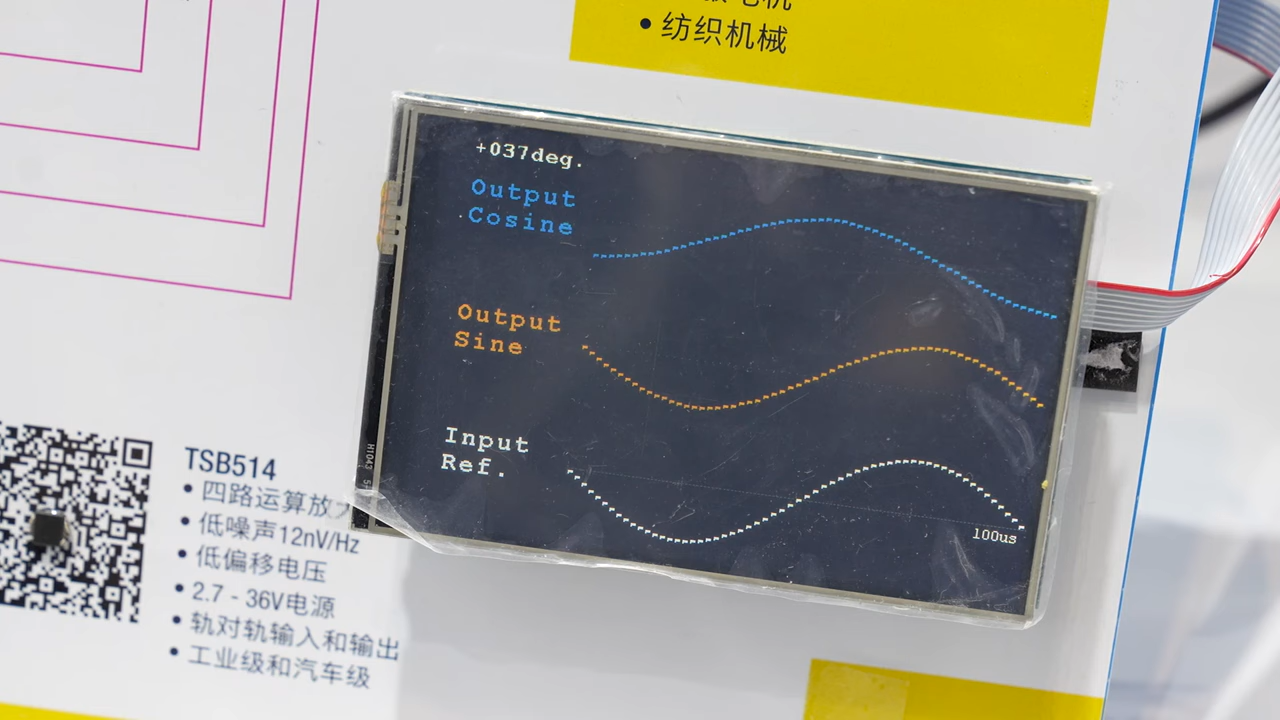 • 纺织机械
+037deg.
Output
Cosine
Output
Sine
Input
Ref.
100us
TSB514
• 四路运算放
• 低噪声12nV/Hz
• 低偏移电压
• 2.7 - 36V电源
• 轨对轨输入和输出
• 工业级和汽车级